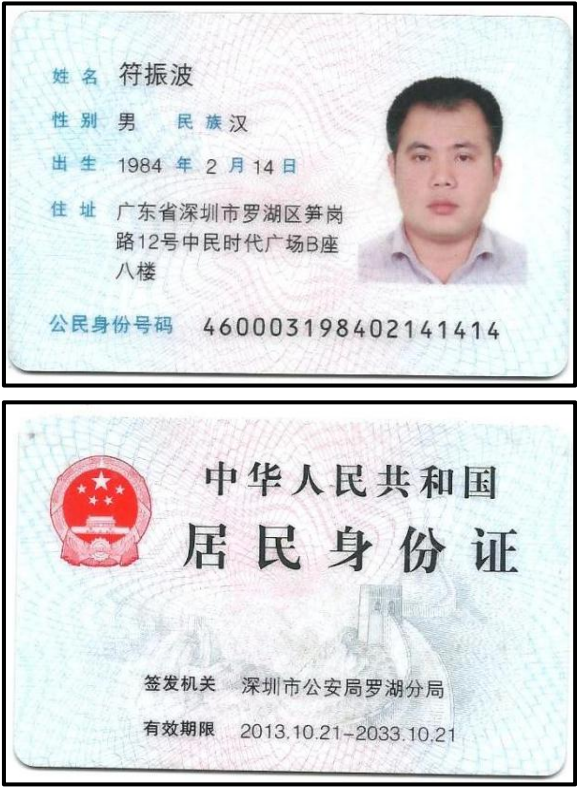 姓名 符振波
性别 男 民族 汉
出生 1984 年 2 月 14 日
住址 广东省深圳市罗湖区笋岗
路12号中民时代广场B座
八楼
公民身份号码 460003198402141414
中华人民共和国
居民身份证
签发机关 深圳市公安局罗湖分局
有效期限 2013.10.21-2033.10.21